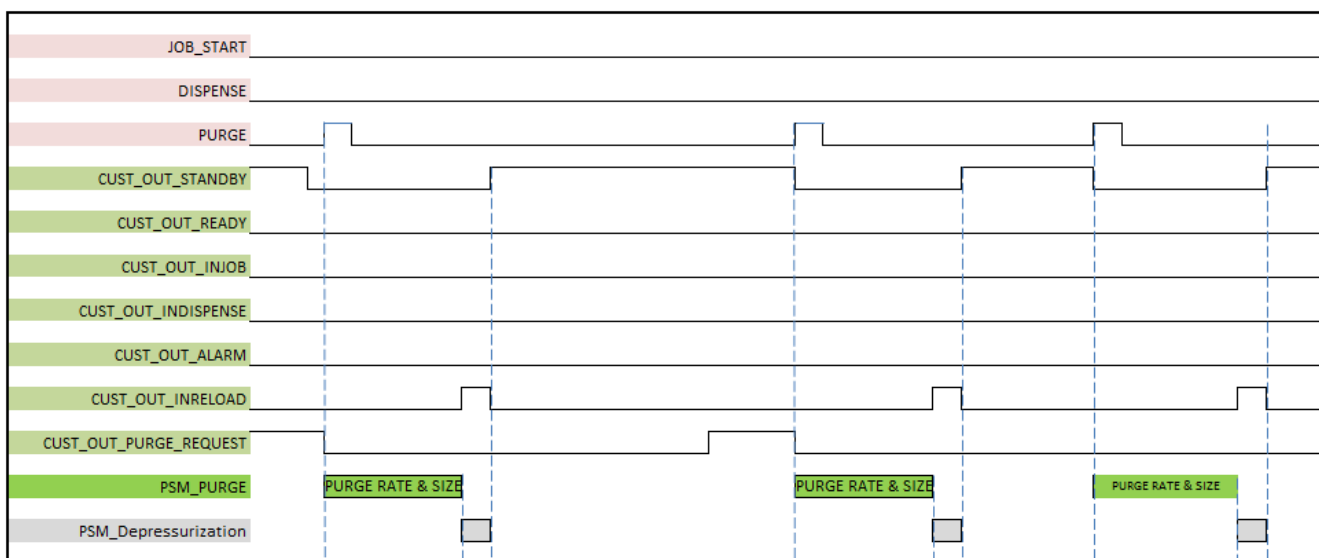 JOB_START
DISPENSE
PURGE
CUST_OUT_STANDBY
CUST_OUT_READY
CUST_OUT_INJOB
CUST_OUT_INDISPENSE
CUST_OUT_ALARM
CUST_OUT_INRELOAD
CUST_OUT_PURGE_REQUEST
PSM_PURGE PURGE RATE & SIZE PURGE RATE & SIZE PURGE RATE & SIZE
PSM_Depressurization